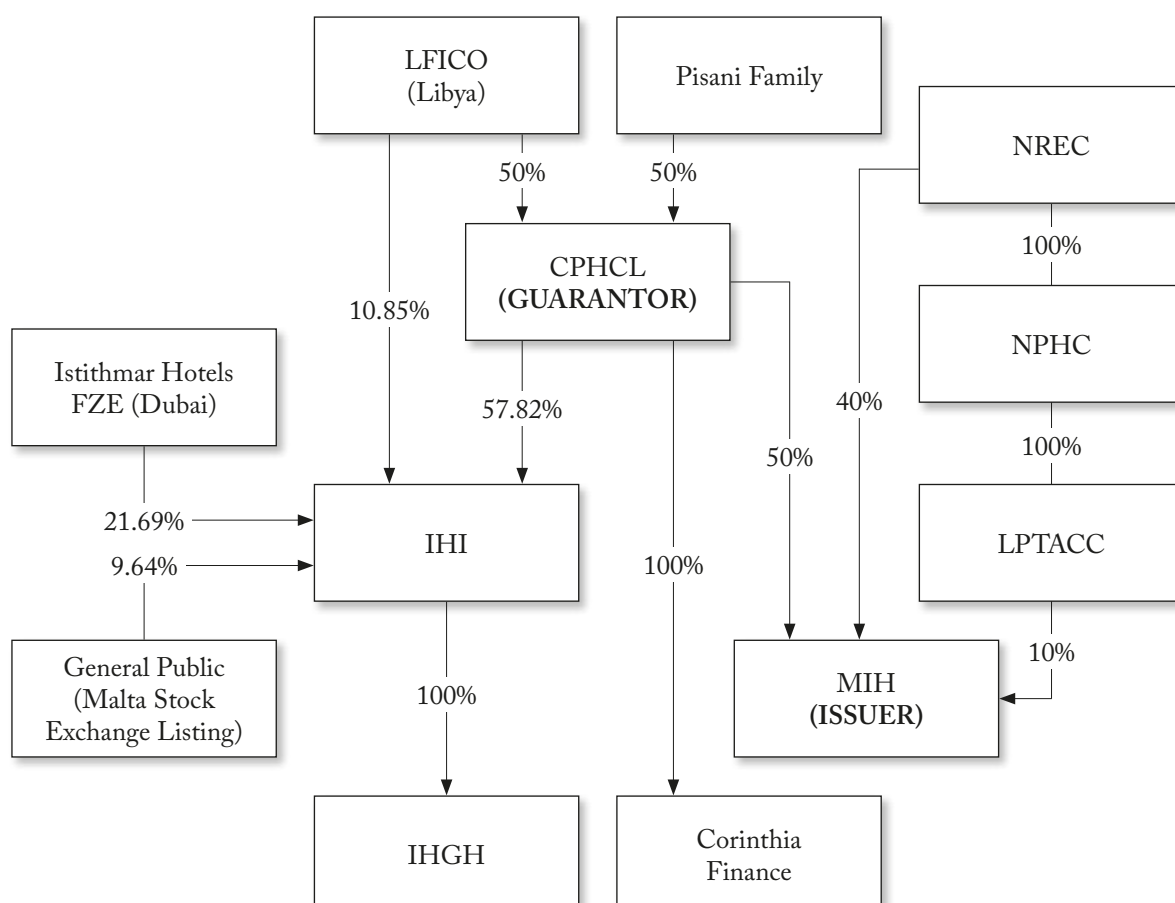 LFICO
(Libya)
Pisani Family
NREC
50%
50%
100%
CPHCL
(GUARANTOR)
10.85%
NPHC
Istithmar Hotels
FZE (Dubai)
57.82%
40%
50%
100%
21.69%
IHI
LPTACC
9.64%
100%
General Public
(Malta Stock
Exchange Listing)
100%
MIH
(ISSUER)
10%
IHGH
Corinthia
Finance